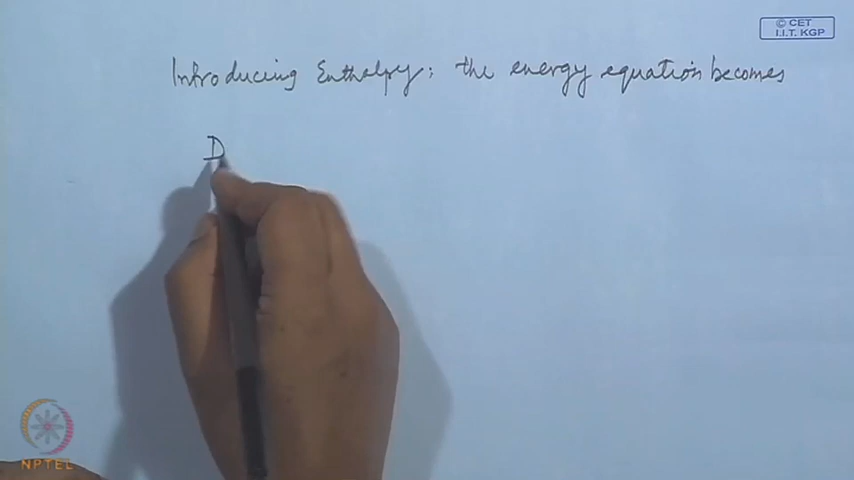 © CET
I.I.T. KGP
Introducing Enthalpy; the energy equation becomes
D
NPTEL